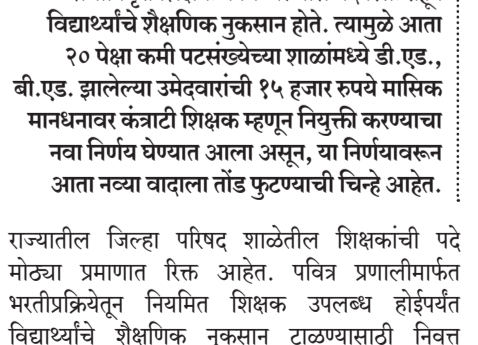 विद्यार्थ्यांचे शैक्षणिक नुकसान होते. त्यामुळे आता
२० पेक्षा कमी पटसंख्येच्या शाळांमध्ये डी.एड.,
बी.एड. झालेल्या उमेदवारांची १५ हजार रुपये मासिक
मानधनावर कंत्राटी शिक्षक म्हणून नियुक्ती करण्याचा
नवा निर्णय घेण्यात आला असून, या निर्णयावरून
आता नव्या वादाला तोंड फुटण्याची चिन्हे आहेत.
राज्यातील जिल्हा परिषद शाळेतील शिक्षकांची पदे
मोठ्या प्रमाणात रिक्त आहेत. पवित्र प्रणालीमार्फत
भरतीप्रक्रियेतून नियमित शिक्षक उपलब्ध होईपर्यंत
विद्यार्थ्यांचे शैक्षणिक नुकसान टाळण्यासाठी निवृत्त